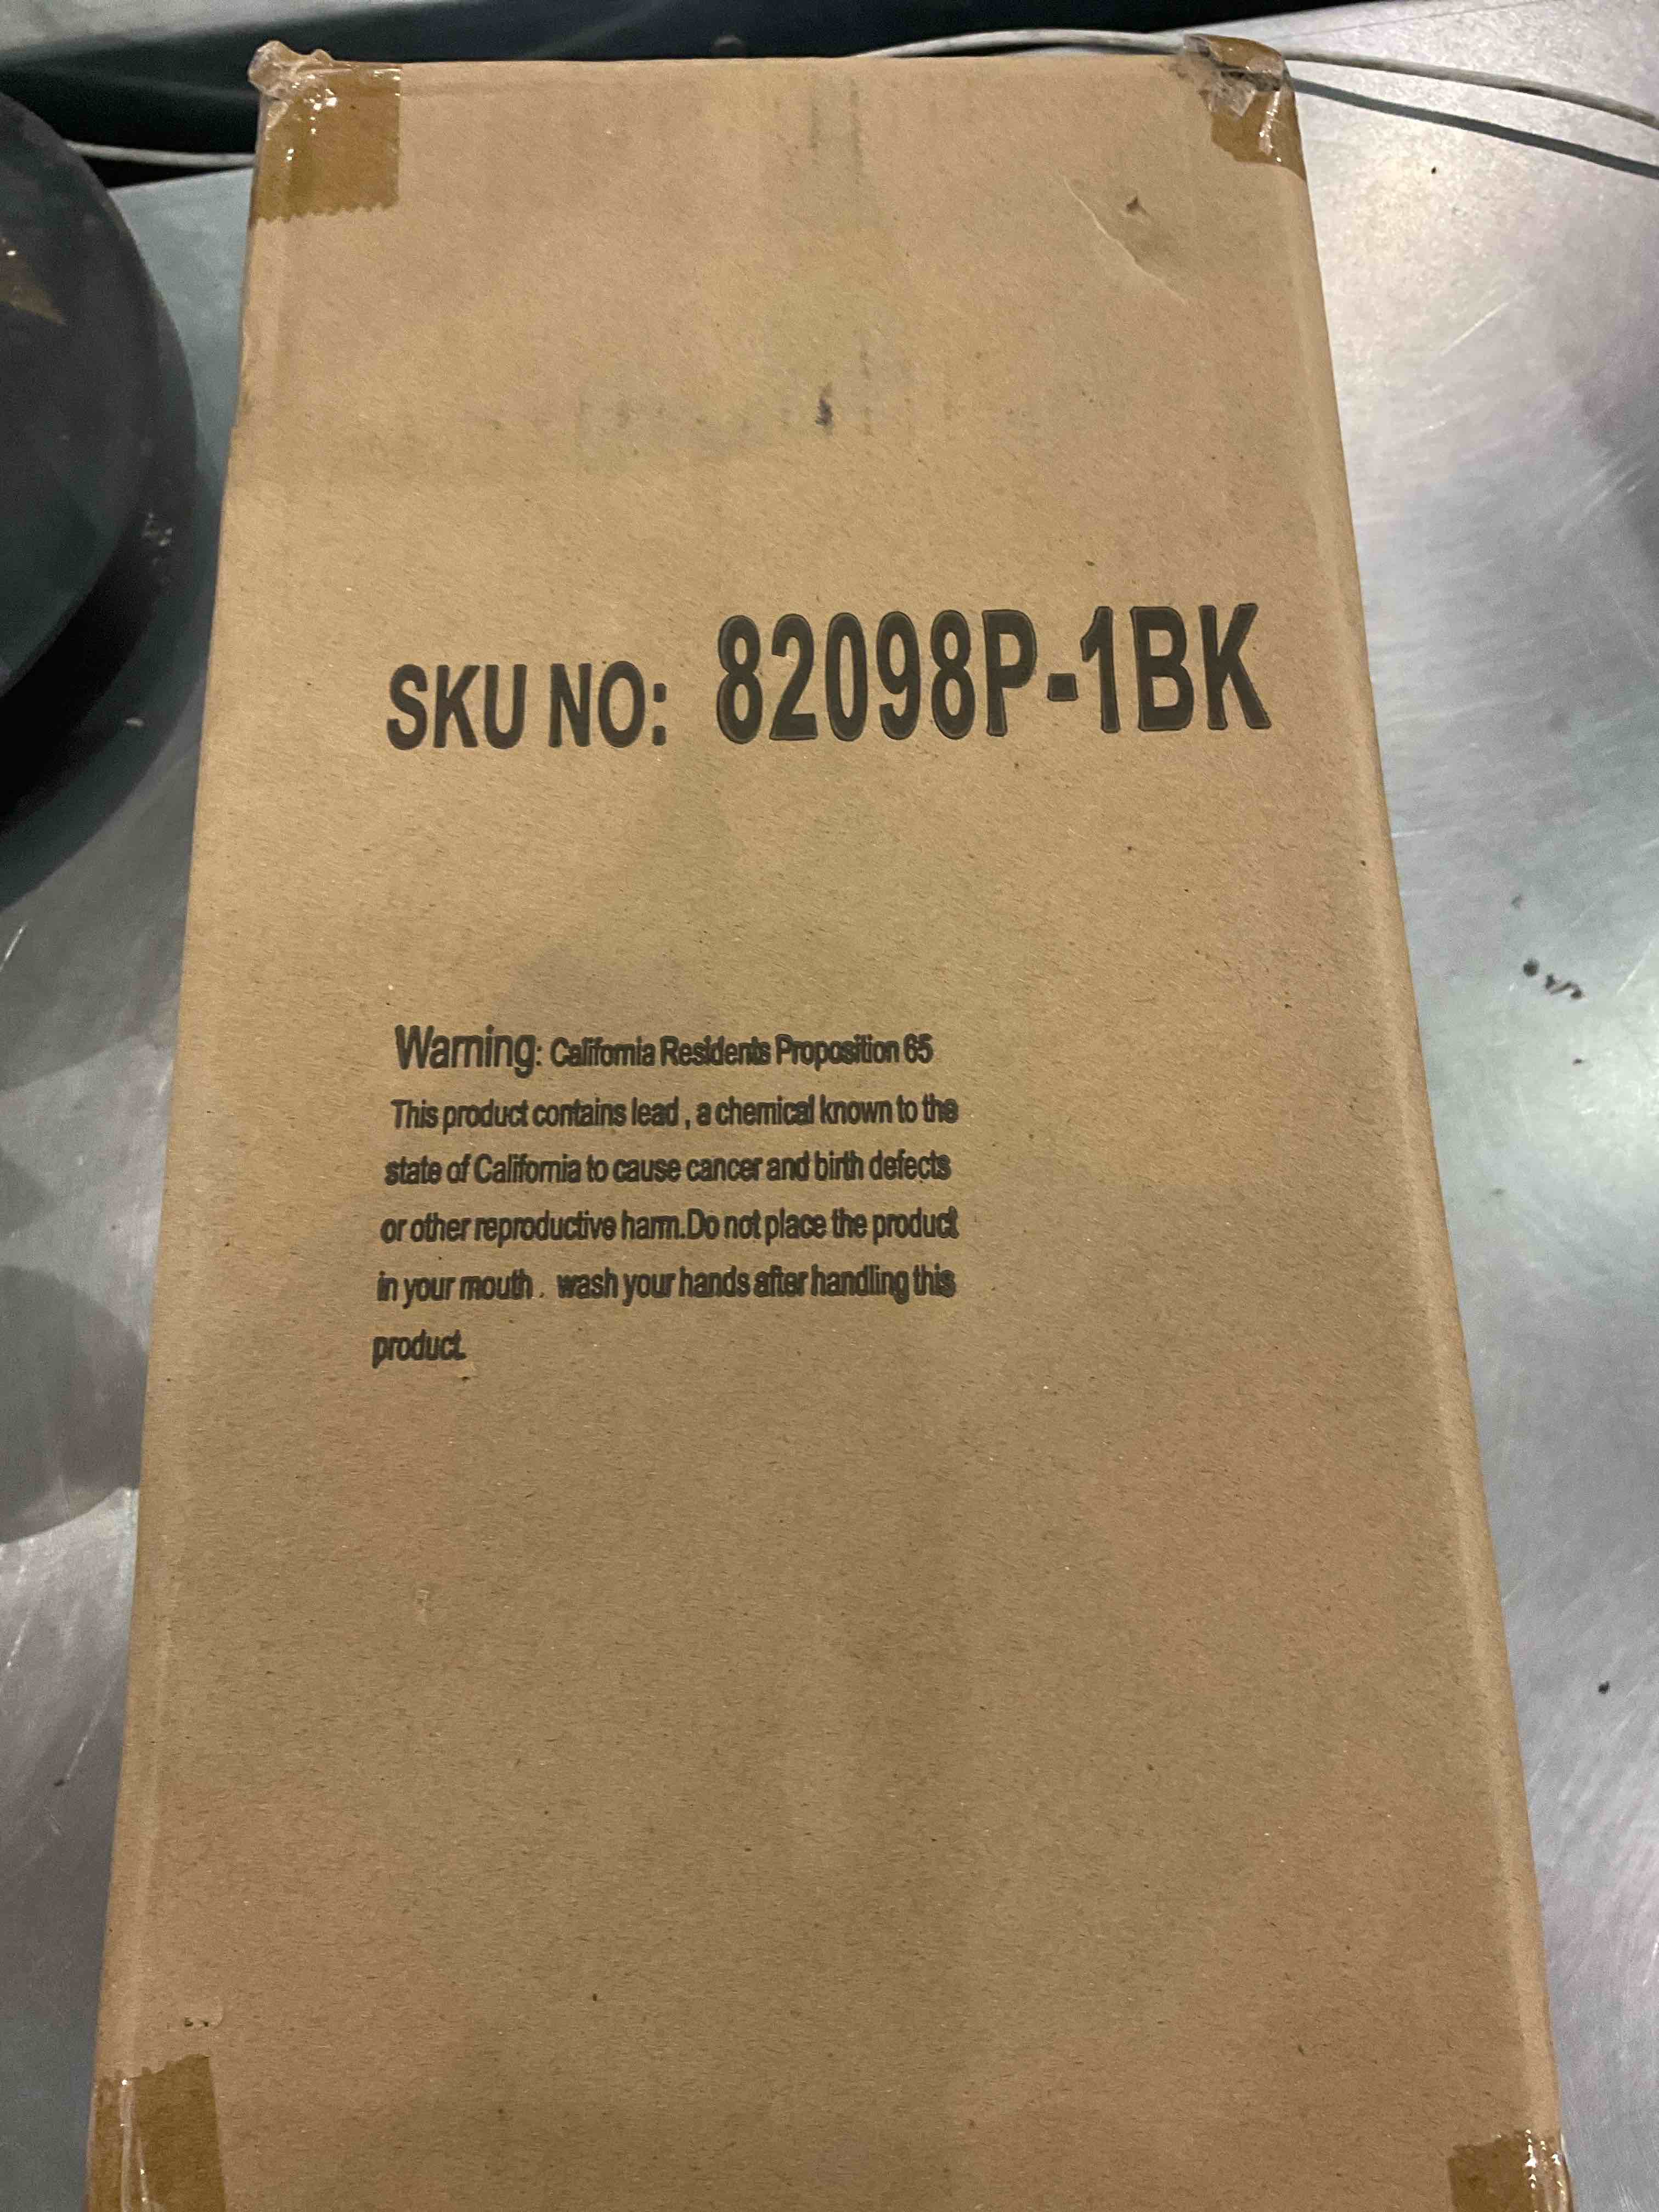 SKU NO: 82098P-1BK
Warning: California Residents Proposition 65
This product contains lead , a chemical known to the
state of California to cause cancer and birth defects
or other reproductive harm.Do not place the product
in your mouth . wash your hands after handling this
product.